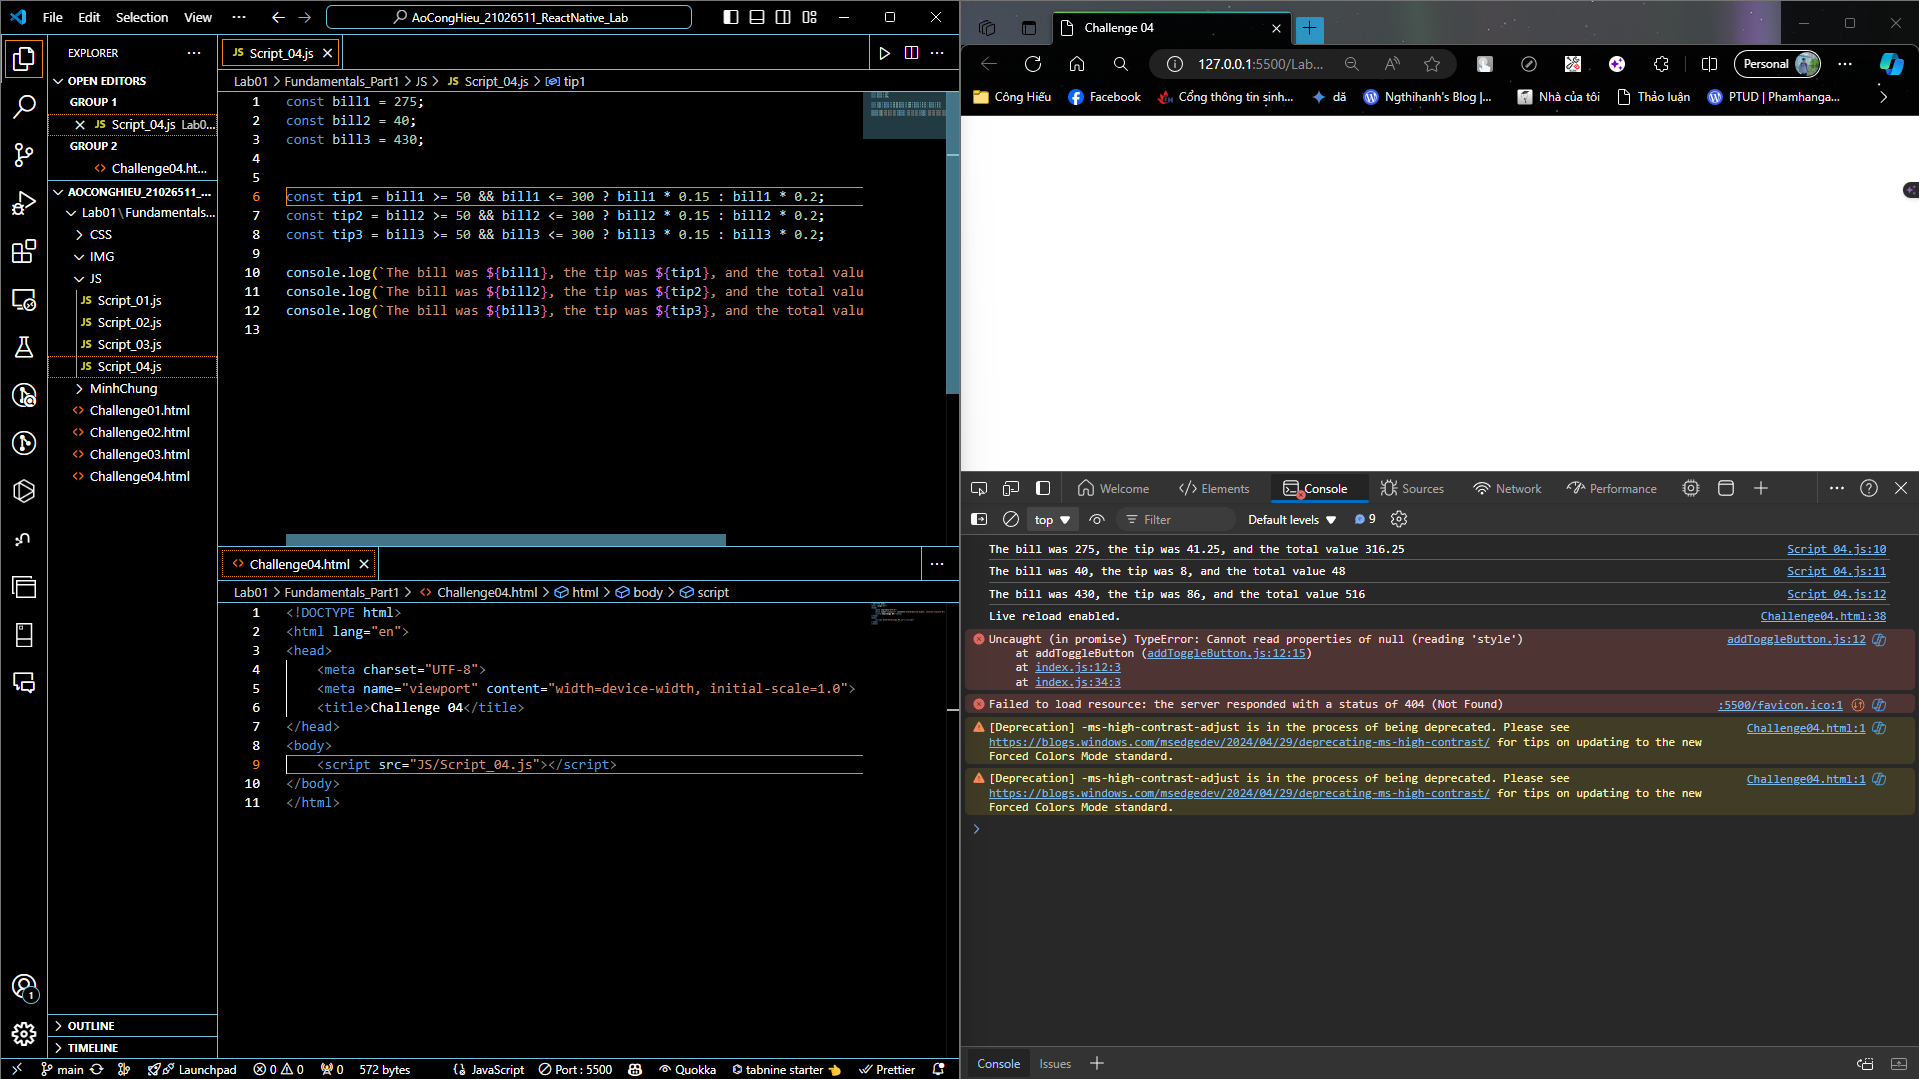 File Edit Selection View ··· AoCongHieu_21026511_ReactNative_Lab
EXPLORER
OPEN EDITORS
GROUP 1
JS Script_04.js Lab0...
GROUP 2
Challenge04.ht...
AOCONGHIEU_21026511_...
Lab01\Fundamentals...
CSS
IMG
JS
JS Script_01.js
JS Script_02.js
JS Script_03.js
JS Script_04.js
MinhChung
Challenge01.html
Challenge02.html
Challenge03.html
Challenge04.html
OUTLINE
TIMELINE
JS Script_04.js
Lab01 > Fundamentals_Part1 > JS > JS Script_04.js > tip1
1 const bill1 = 275;
2 const bill2 = 40;
3 const bill3 = 430;
4
5
6 const tip1 = bill1 >= 50 && bill1 <= 300 ? bill1 * 0.15 : bill1 * 0.2;
7 const tip2 = bill2 >= 50 && bill2 <= 300 ? bill2 * 0.15 : bill2 * 0.2;
8 const tip3 = bill3 >= 50 && bill3 <= 300 ? bill3 * 0.15 : bill3 * 0.2;
9
10 console.log(`The bill was ${bill1}, the tip was ${tip1}, and the total valu
11 console.log(`The bill was ${bill2}, the tip was ${tip2}, and the total valu
12 console.log(`The bill was ${bill3}, the tip was ${tip3}, and the total valu
13
Challenge04.html
Lab01 > Fundamentals_Part1 > Challenge04.html > html > body > script
1 <!DOCTYPE html>
2 <html lang="en">
3 <head>
4 <meta charset="UTF-8">
5 <meta name="viewport" content="width=device-width, initial-scale=1.0">
6 <title>Challenge 04</title>
7 </head>
8 <body>
9 <script src="JS/Script_04.js"></script>
10 </body>
11 </html>
1
main Launchpad 0 0 0 572 bytes JavaScript Port : 5500 Quokka tabnine starter Prettier
Challenge 04
127.0.0.1:5500/Lab... Personal
Công Hiếu Facebook Cổng thông tin sinh... dã Ngthihanh's Blog |... Nhà của tôi Thảo luận PTUD | Phamhanga...
Welcome Elements Console Sources Network Performance
top Filter Default levels 9
The bill was 275, the tip was 41.25, and the total value 316.25 Script_04.js:10
The bill was 40, the tip was 8, and the total value 48 Script_04.js:11
The bill was 430, the tip was 86, and the total value 516 Script_04.js:12
Live reload enabled. Challenge04.html:38
Uncaught (in promise) TypeError: Cannot read properties of null (reading 'style') addToggleButton.js:12
at addToggleButton (addToggleButton.js:12:15)
at index.js:12:3
at index.js:34:3
Failed to load resource: the server responded with a status of 404 (Not Found) :5500/favicon.ico:1
[Deprecation] -ms-high-contrast-adjust is in the process of being deprecated. Please see Challenge04.html:1
https://blogs.windows.com/msedgedev/2024/04/29/deprecating-ms-high-contrast/ for tips on updating to the new
Forced Colors Mode standard.
[Deprecation] -ms-high-contrast-adjust is in the process of being deprecated. Please see Challenge04.html:1
https://blogs.windows.com/msedgedev/2024/04/29/deprecating-ms-high-contrast/ for tips on updating to the new
Forced Colors Mode standard.
Console Issues